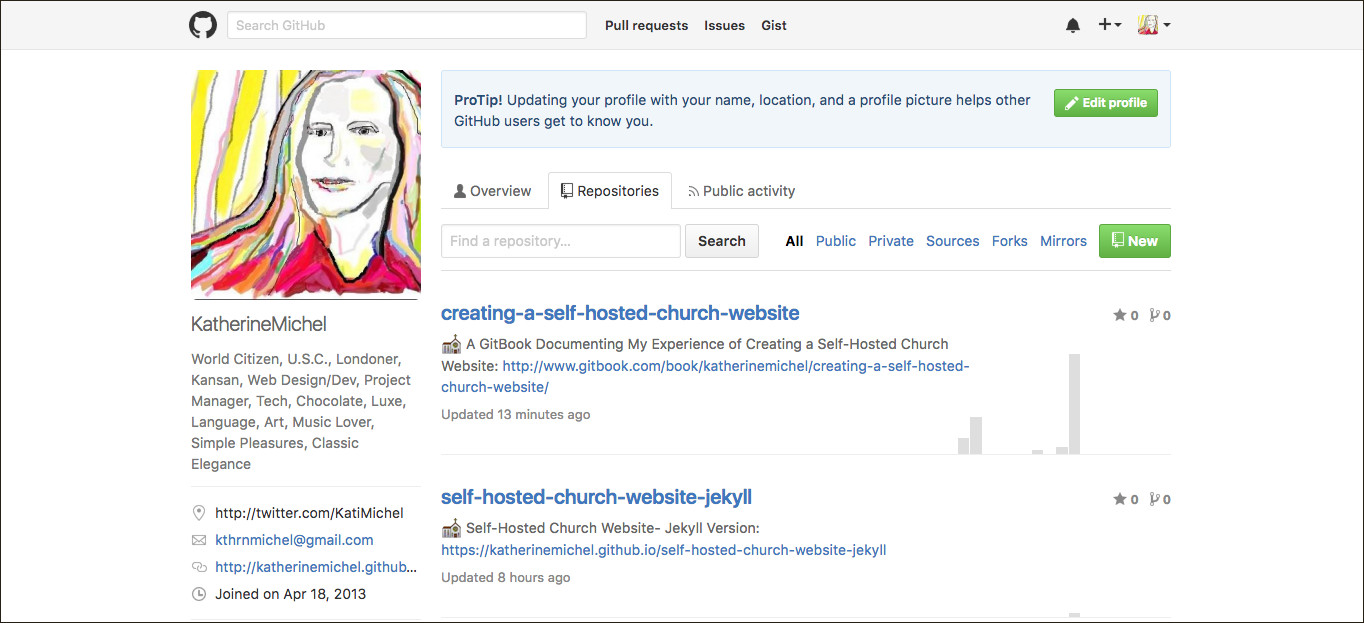 Search GitHub
Pull requests
Issues
Gist
ProTip! Updating your profile with your name, location, and a profile picture helps other
GitHub users get to know you.
Edit profile
Overview
Repositories
Public activity
Find a repository...
Search
All
Public
Private
Sources
Forks
Mirrors
New
KatherineMichel
World Citizen, U.S.C., Londoner,
Kansan, Web Design/Dev, Project
Manager, Tech, Chocolate, Luxe,
Language, Art, Music Lover,
Simple Pleasures, Classic
Elegance
http://twitter.com/KatiMichel
kthrnmichel@gmail.com
http://katherinemichel.github...
Joined on Apr 18, 2013
creating-a-self-hosted-church-website
0
0
A GitBook Documenting My Experience of Creating a Self-Hosted Church
Website: http://www.gitbook.com/book/katherinemichel/creating-a-self-hosted-
church-website/
Updated 13 minutes ago
self-hosted-church-website-jekyll
0
0
Self-Hosted Church Website- Jekyll Version:
https://katherinemichel.github.io/self-hosted-church-website-jekyll
Updated 8 hours ago